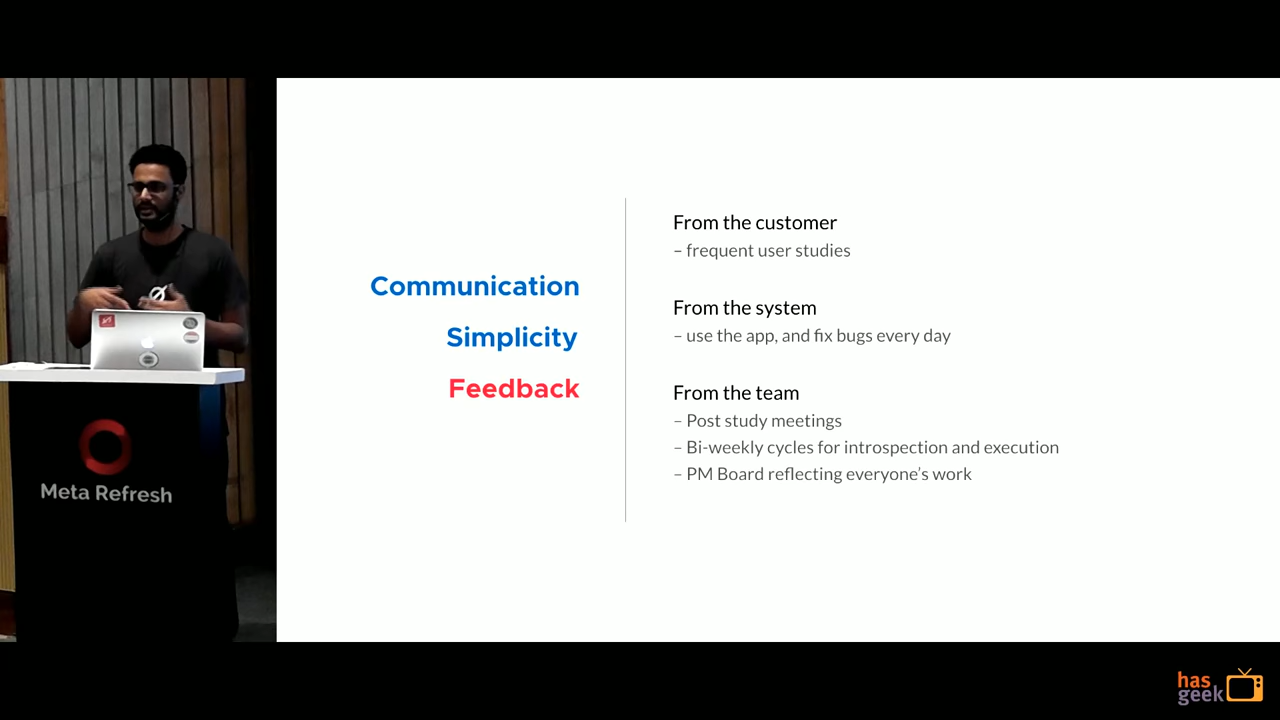 Communication
Simplicity
Feedback
From the customer
– frequent user studies
From the system
– use the app, and fix bugs every day
From the team
– Post study meetings
– Bi-weekly cycles for introspection and execution
– PM Board reflecting everyone's work
Meta Refresh
has
geek